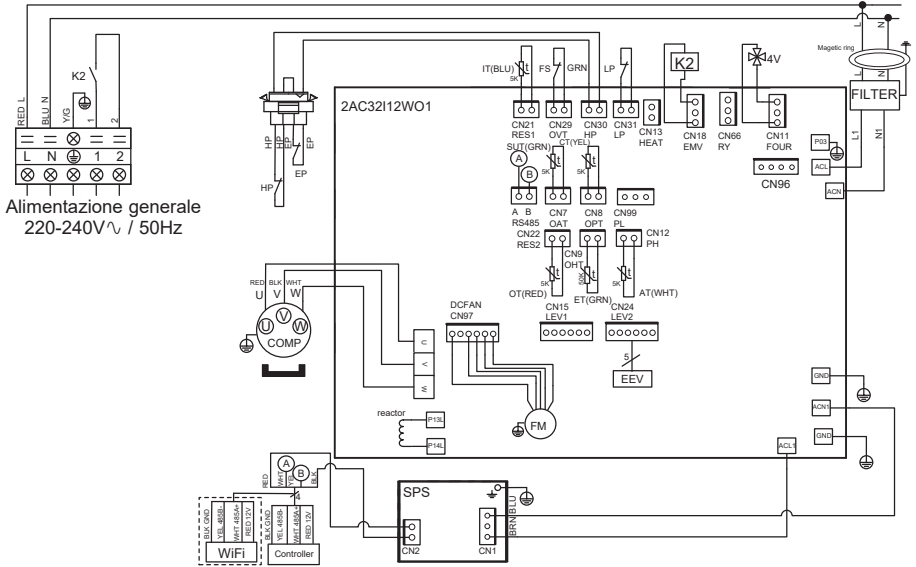 RED L
BLU N
Y/G
1
2
K2
L N 1 2
Alimentazione generale
220-240V∿ / 50Hz
HP
HP
EP
EP
EP
HP
IT(BLU)
5K
t
FS
GRN
LP
K2
4V
L
N
Magetic ring
L
N
FILTER
L1
N1
2AC32I12WO1
CN21
RES1
CN29
OVT
CN30
HP
CN31
LP
CN13
HEAT
CN18
EMV
CN66
RY
CN11
FOUR
CN96
P03
ACL
ACN
SUT(GRN)
CT(YEL)
A
B
5K
t
5K
t
A B
RS485
CN22
RES2
CN7
OAT
CN8
OPT
CN99
PL
CN12
PH
CN9
OHT
5K
t
50K
t
5K
t
OT(RED)
ET(GRN)
AT(WHT)
CN15
LEV1
CN24
LEV2
5
EEV
RED BLK WHT
U V W
U
V
W
COMP
DCFAN
CN97
U
V
W
FM
reactor
P13L
P14L
GND
ACN1
GND
ACL1
RED
A
WHT
YEL
B
BLK
4
BLK GND
YEL 485B-
WHT 485A+
RED 12V
WiFi
BLK GND
YEL 485B-
WHT 485A+
RED 12V
Controller
SPS
CN2
CN1
BRN
BLU